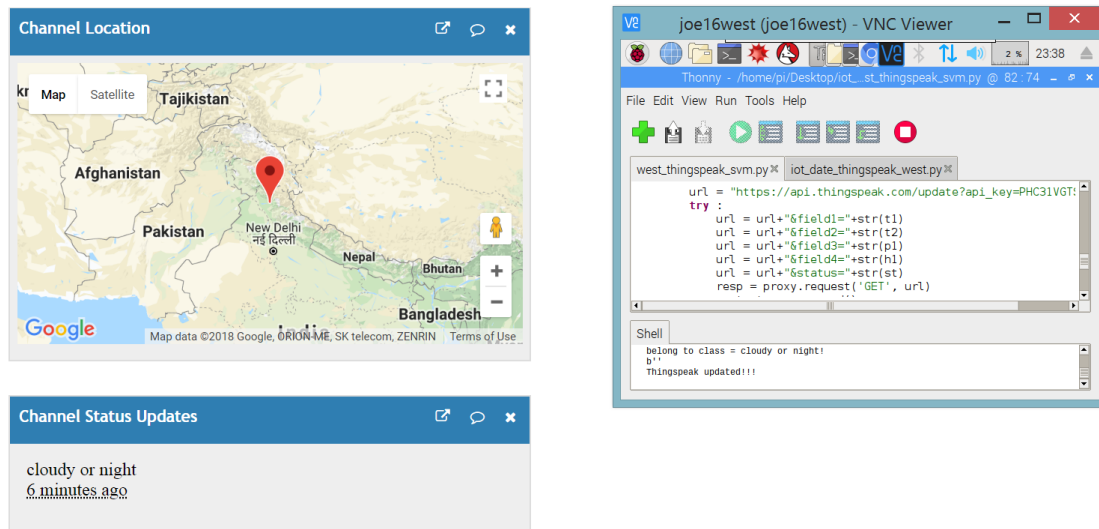 Channel Location
Map
Satellite
Tajikistan
Afghanistan
Pakistan
New Delhi
नई दिल्ली
Nepal
Bhutan
Bangladesh
India
Google
Map data ©2018 Google, ORION-ME, SK telecom, ZENRIN Terms of Use
Channel Status Updates
cloudy or night
6 minutes ago
joe16west (joe16west) - VNC Viewer
2 % 23:38
Thonny - /home/pi/Desktop/iot_...st_thingspeak_svm.py @ 82 : 74
File Edit View Run Tools Help
west_thingspeak_svm.py iot_date_thingspeak_west.py
url = "https://api.thingspeak.com/update?api_key=PHC31VGTS
try :
url = url+"&field1="+str(t1)
url = url+"&field2="+str(t2)
url = url+"&field3="+str(p1)
url = url+"&field4="+str(h1)
url = url+"&status="+str(st)
resp = proxy.request('GET', url)
Shell
belong to class = cloudy or night!
b''
Thingspeak updated!!!